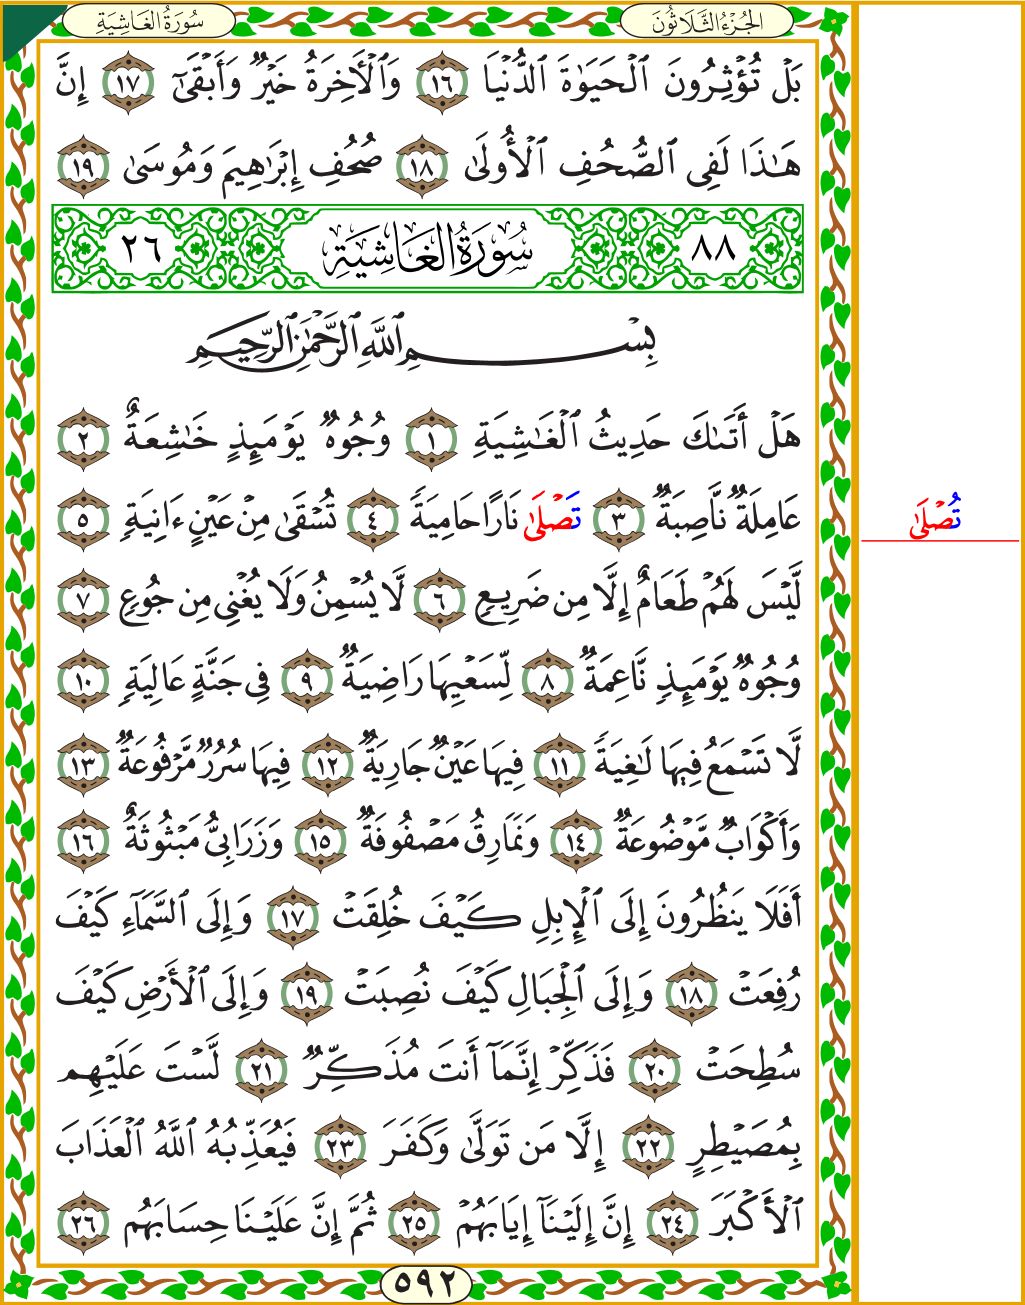 الجُزْءُ الثَّلَاثُونَ
سُورَةُ الغَاشِيَةِ
بَلْ تُؤْثِرُونَ ٱلْحَيَوٰةَ ٱلدُّنْيَا ١٦ وَٱلْأَخِرَةُ خَيْرٌ وَأَبْقَىٰٓ ١٧ إِنَّ
هَـٰذَا لَفِى ٱلصُّحُفِ ٱلْأُولَىٰ ١٨ صُحُفِ إِبْرَٰهِيمَ وَمُوسَىٰ ١٩
٨٨ سُورَةُ الغَاشِيَةِ ٢٦
بِسْمِ ٱللَّهِ ٱلرَّحْمَـٰنِ ٱلرَّحِيمِ
هَلْ أَتَىٰكَ حَدِيثُ ٱلْغَـٰشِيَةِ ١ وُجُوهٌ يَوْمَئِذٍ خَـٰشِعَةٌ ٢
عَامِلَةٌ نَّاصِبَةٌ ٣ تَصْلَىٰ نَارًا حَامِيَةً ٤ تُسْقَىٰ مِنْ عَيْنٍ ءَانِيَةٍ ٥
تُصْلَىٰ
لَّيْسَ لَهُمْ طَعَامٌ إِلَّا مِن ضَرِيعٍ ٦ لَّا يُسْمِنُ وَلَا يُغْنِى مِن جُوعٍ ٧
وُجُوهٌ يَوْمَئِذٍ نَّاعِمَةٌ ٨ لِّسَعْيِهَا رَاضِيَةٌ ٩ فِى جَنَّةٍ عَالِيَةٍ ١٠
لَّا تَسْمَعُ فِيهَا لَـٰغِيَةً ١١ فِيهَا عَيْنٌ جَارِيَةٌ ١٢ فِيهَا سُرُرٌ مَّرْفُوعَةٌ ١٣
وَأَكْوَابٌ مَّوْضُوعَةٌ ١٤ وَنَمَارِقُ مَصْفُوفَةٌ ١٥ وَزَرَابِىُّ مَبْثُوثَةٌ ١٦
أَفَلَا يَنظُرُونَ إِلَى ٱلْإِبِلِ كَيْفَ خُلِقَتْ ١٧ وَإِلَى ٱلسَّمَآءِ كَيْفَ
رُفِعَتْ ١٨ وَإِلَى ٱلْجِبَالِ كَيْفَ نُصِبَتْ ١٩ وَإِلَى ٱلْأَرْضِ كَيْفَ
سُطِحَتْ ٢٠ فَذَكِّرْ إِنَّمَآ أَنتَ مُذَكِّرٌ ٢١ لَّسْتَ عَلَيْهِم
بِمُصَيْطِرٍ ٢٢ إِلَّا مَن تَوَلَّىٰ وَكَفَرَ ٢٣ فَيُعَذِّبُهُ ٱللَّهُ ٱلْعَذَابَ
ٱلْأَكْبَرَ ٢٤ إِنَّ إِلَيْنَآ إِيَابَهُمْ ٢٥ ثُمَّ إِنَّ عَلَيْنَا حِسَابَهُم ٢٦
٥٩٢